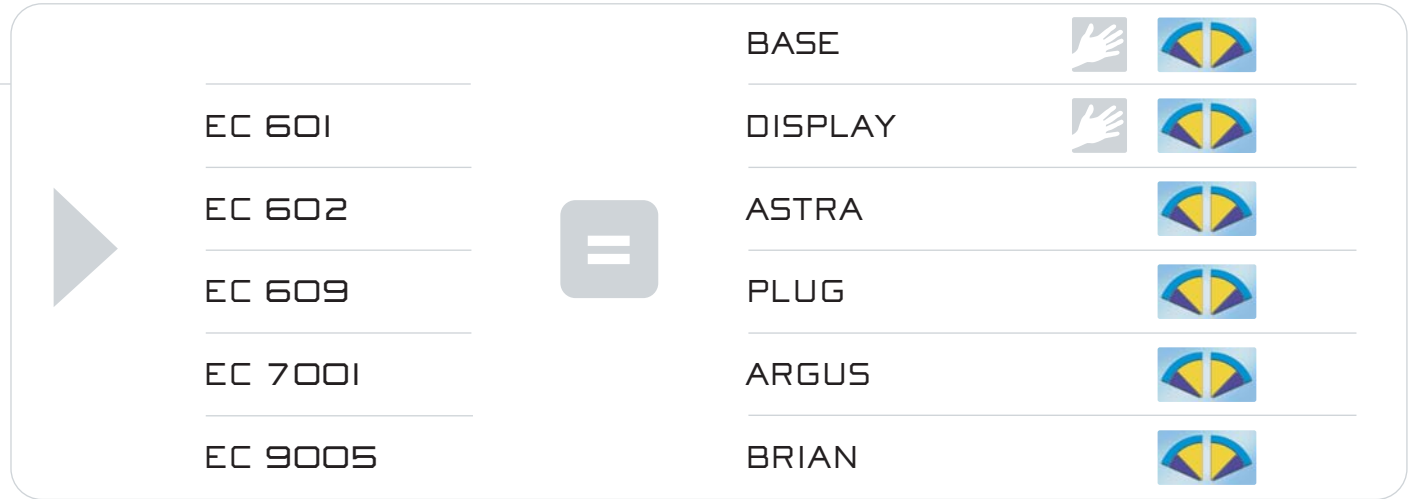 BASE
EC 601 DISPLAY
EC 602 = ASTRA
EC 609 PLUG
EC 7001 ARGUS
EC 9005 BRIAN